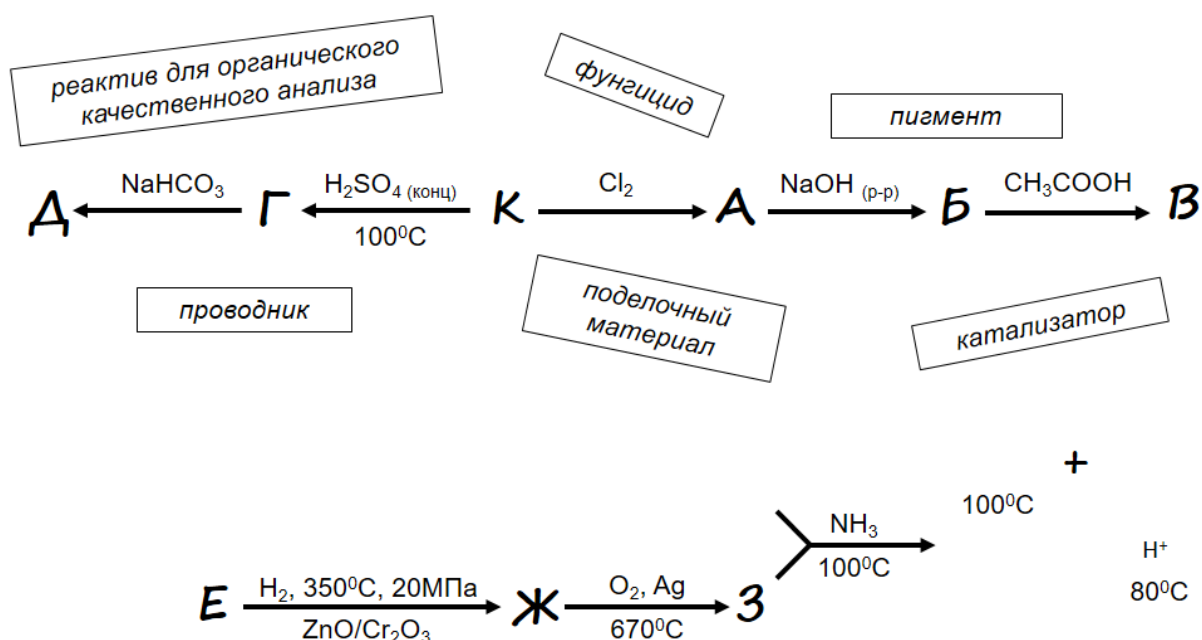 реактив для органического
качественного анализа
фунгицид
пигмент
Д NaHCO₃ Г H₂SO₄ (конц) К Cl₂ А NaOH (р-р) Б CH₃COOH В
100⁰C
проводник
поделочный
материал
катализатор
+
NH₃
100⁰C
100⁰C
H⁺
80⁰C
Е H₂, 350⁰C, 20МПа Ж O₂, Ag З
ZnO/Cr₂O₃ 670⁰C